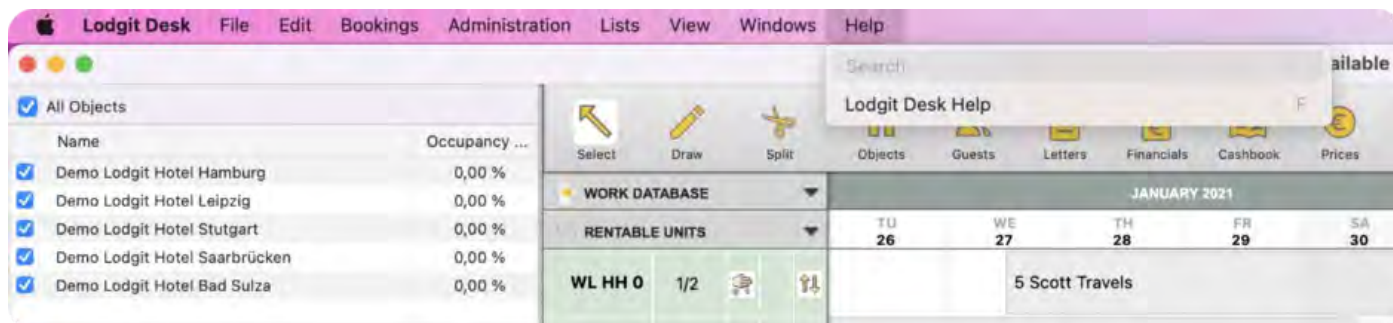 Lodgit Desk File Edit Bookings Administration Lists View Windows Help
Search
ailable
Lodgit Desk Help F
All Objects
Name Occupancy ...
Demo Lodgit Hotel Hamburg 0,00 %
Demo Lodgit Hotel Leipzig 0,00 %
Demo Lodgit Hotel Stutgart 0,00 %
Demo Lodgit Hotel Saarbrücken 0,00 %
Demo Lodgit Hotel Bad Sulza 0,00 %
Select Draw Split Objects Guests Letters Financials Cashbook Prices
WORK DATABASE
JANUARY 2021
RENTABLE UNITS
TU WE TH FR SA
26 27 28 29 30
WL HH 0 1/2
5 Scott Travels